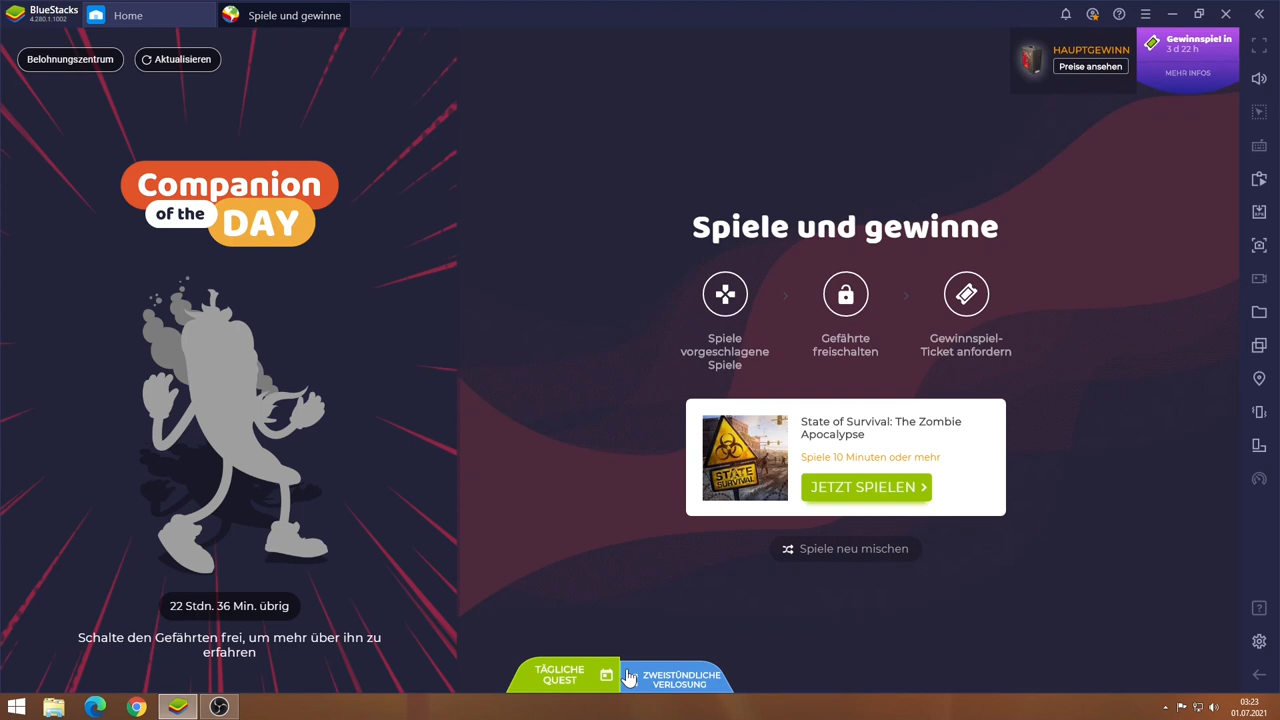 BlueStacks
4.280.1.1002
Home
Spiele und gewinne
Belohnungszentrum
Aktualisieren
HAUPTGEWINN
Preise ansehen
Gewinnspiel in
3 d 22 h
MEHR INFOS
Companion
of the DAY
Spiele und gewinne
Spiele
vorgeschlagene
Spiele
Gefährte
freischalten
Gewinnspiel-
Ticket anfordern
STATE
SURVIVAL
State of Survival: The Zombie
Apocalypse
Spiele 10 Minuten oder mehr
JETZT SPIELEN
Spiele neu mischen
22 Stdn. 36 Min. übrig
Schalte den Gefährten frei, um mehr über ihn zu
erfahren
TÄGLICHE
QUEST
ZWEISTÜNDLICHE
VERLOSUNG
03:23
01.07.2021